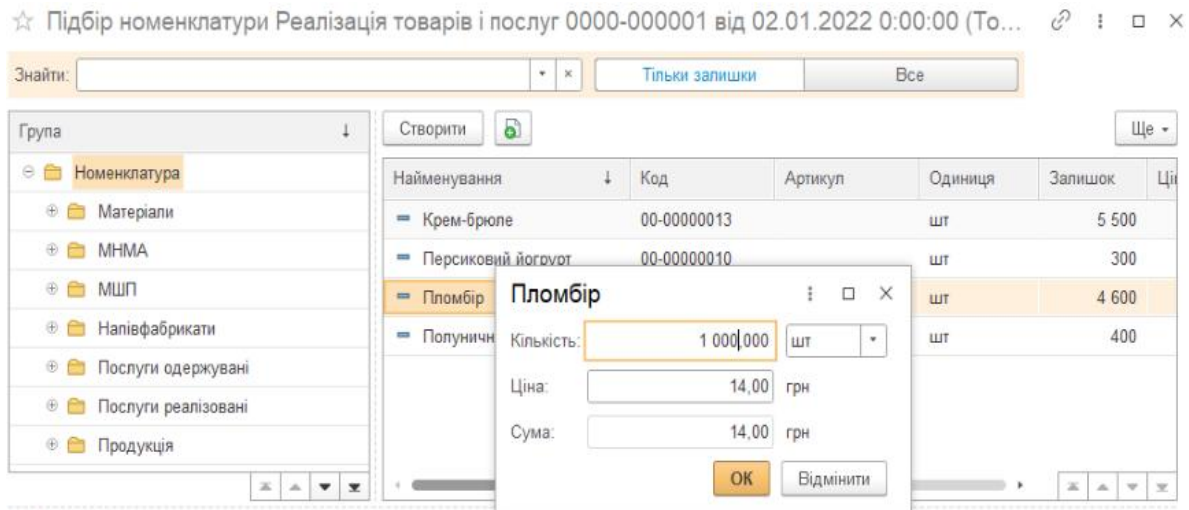 Підбір номенклатури Реалізація товарів і послуг 0000-000001 від 02.01.2022 0:00:00 (То...
Знайти:
Тільки залишки Все
Група
Створити Ще
Номенклатура
Матеріали
МНМА
МШП
Напівфабрикати
Послуги одержувані
Послуги реалізовані
Продукція
Найменування Код Артикул Одиниця Залишок Цін
Крем-брюле 00-00000013 шт 5 500
Персиковий йогрурт 00-00000010 шт 300
Пломбір шт 4 600
Полуничн шт 400
Пломбір
Кількість: 1 000,000 шт
Ціна: 14,00 грн
Сума: 14,00 грн
ОК Відмінити